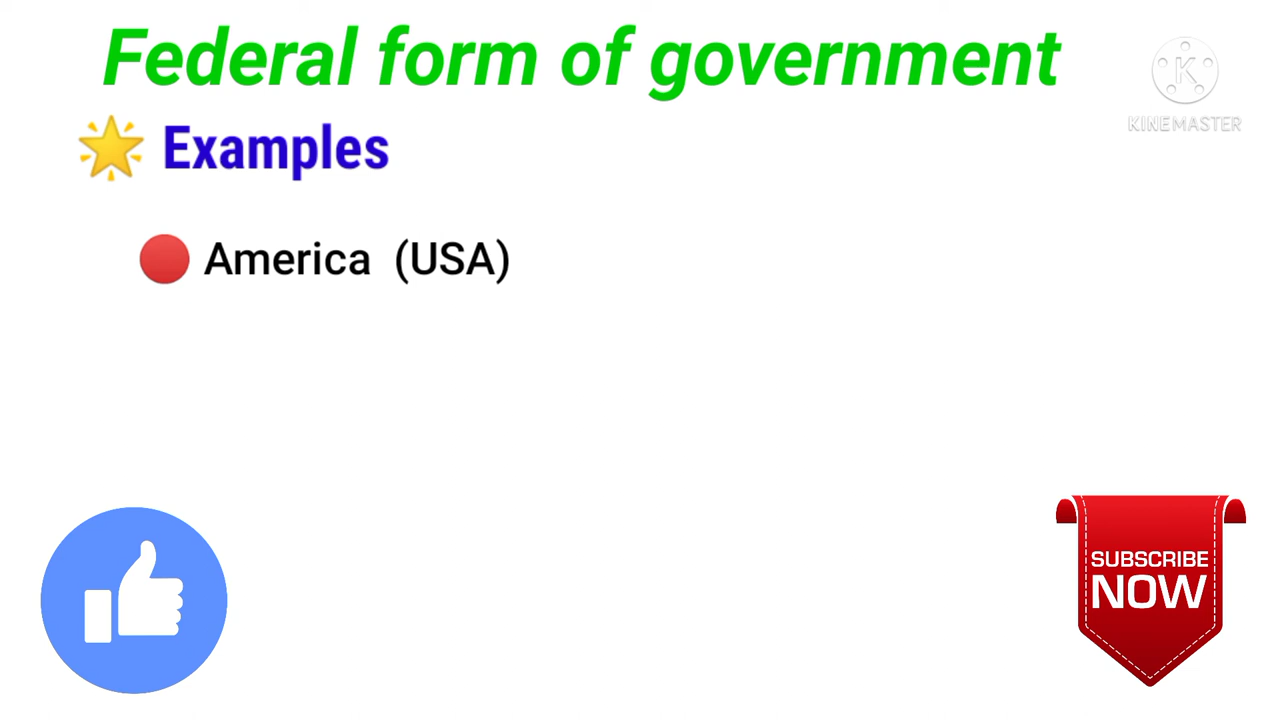 Federal form of government
KINEMASTER
Examples
America (USA)
SUBSCRIBE
NOW